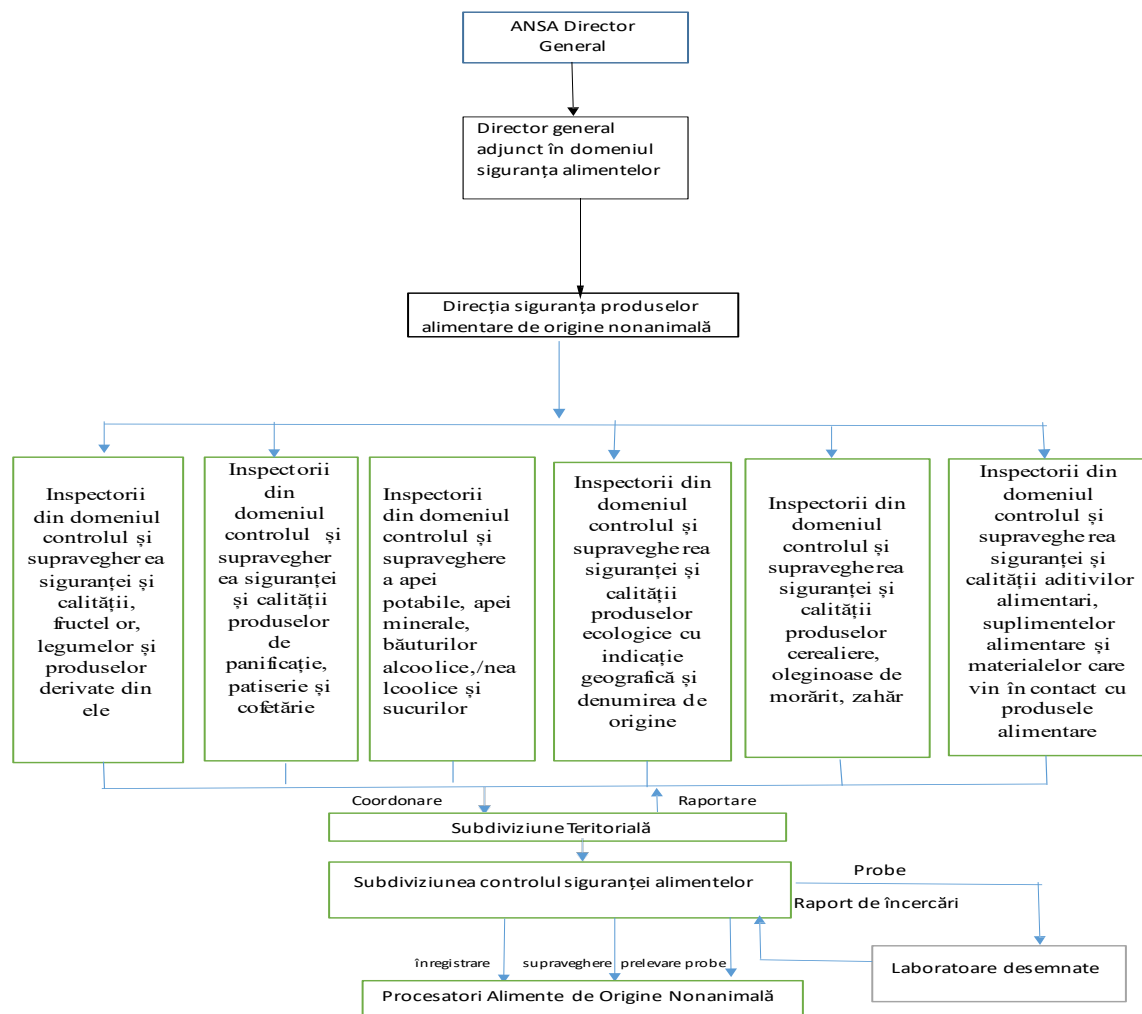 ANSA Director
General
Director general
adjunct în domeniul
siguranța alimentelor
Direcția siguranța produselor
alimentare de origine nonanimală
Inspectorii
din domeniul
controlul și
supravegher ea
siguranței și
calității,
fructel or,
legumelor și
produselor
derivate din
ele
Inspectorii
din
domeniul
controlul și
supravegher
ea siguranței
și calității
produselor
de
panificație,
patiserie și
cofetărie
Inspectorii
din domeniul
controlul și
supraveghere
a apei
potabile, apei
minerale,
băuturilor
alcoolice,/nea
lcoolice și
sucurilor
Inspectorii din
domeniul
controlul și
supraveghe rea
siguranței și
calității
produselor
ecologice cu
indicație
geografică și
denumirea de
origine
Inspectorii din
domeniul
controlul și
supravegherea
siguranței și
calității
produselor
cerealiere,
oleginoase de
morărit, zahăr
Inspectorii din
domeniul
controlul și
supravegherea
siguranței și
calității aditivilor
alimentari,
suplimentelor
alimentare și
materialelor care
vin în contact cu
produsele
alimentare
Coordonare
Raportare
Subdiviziune Teritorială
Subdiviziunea controlul siguranței alimentelor
Probe
Raport de încercări
înregistrare
supraveghere
prelevare probe
Laboratoare desemnate
Procesatori Alimente de Origine Nonanimală